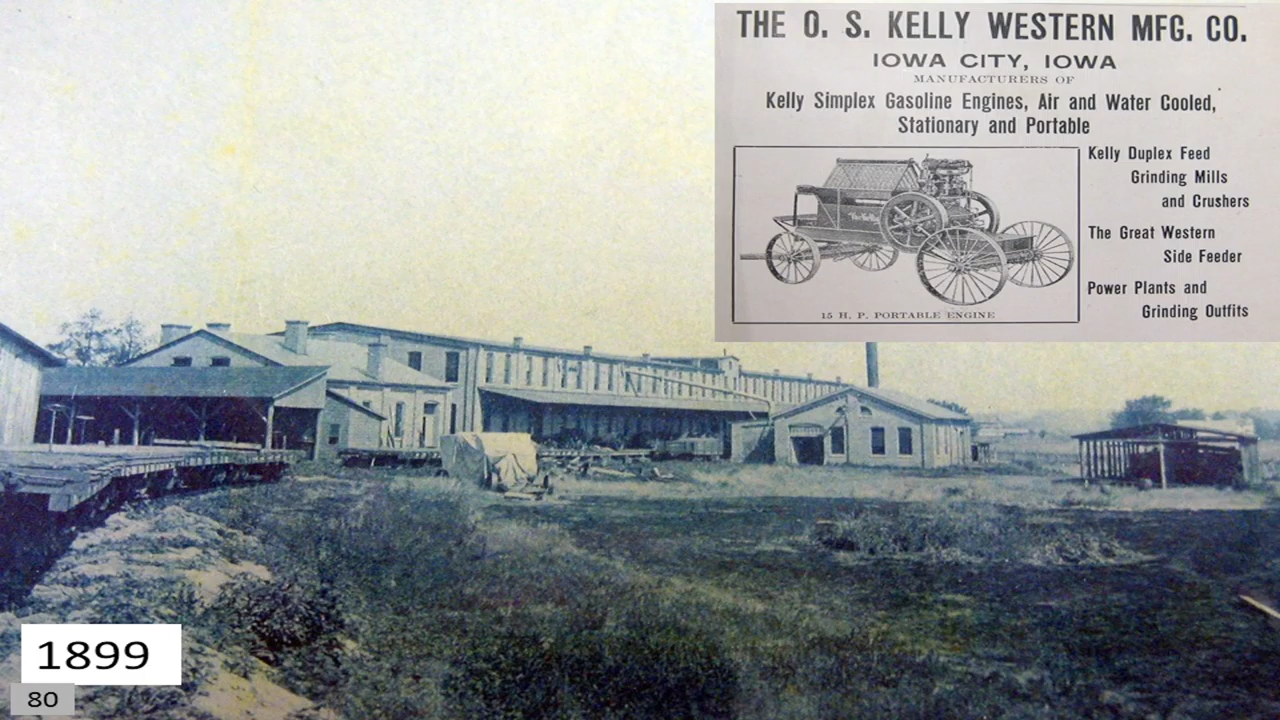 THE O. S. KELLY WESTERN MFG. CO.
IOWA CITY, IOWA
MANUFACTURERS OF
Kelly Simplex Gasoline Engines, Air and Water Cooled,
Stationary and Portable
Kelly Duplex Feed
Grinding Mills
and Crushers
The Great Western
Side Feeder
Power Plants and
Grinding Outfits
15 H. P. PORTABLE ENGINE
1899
80